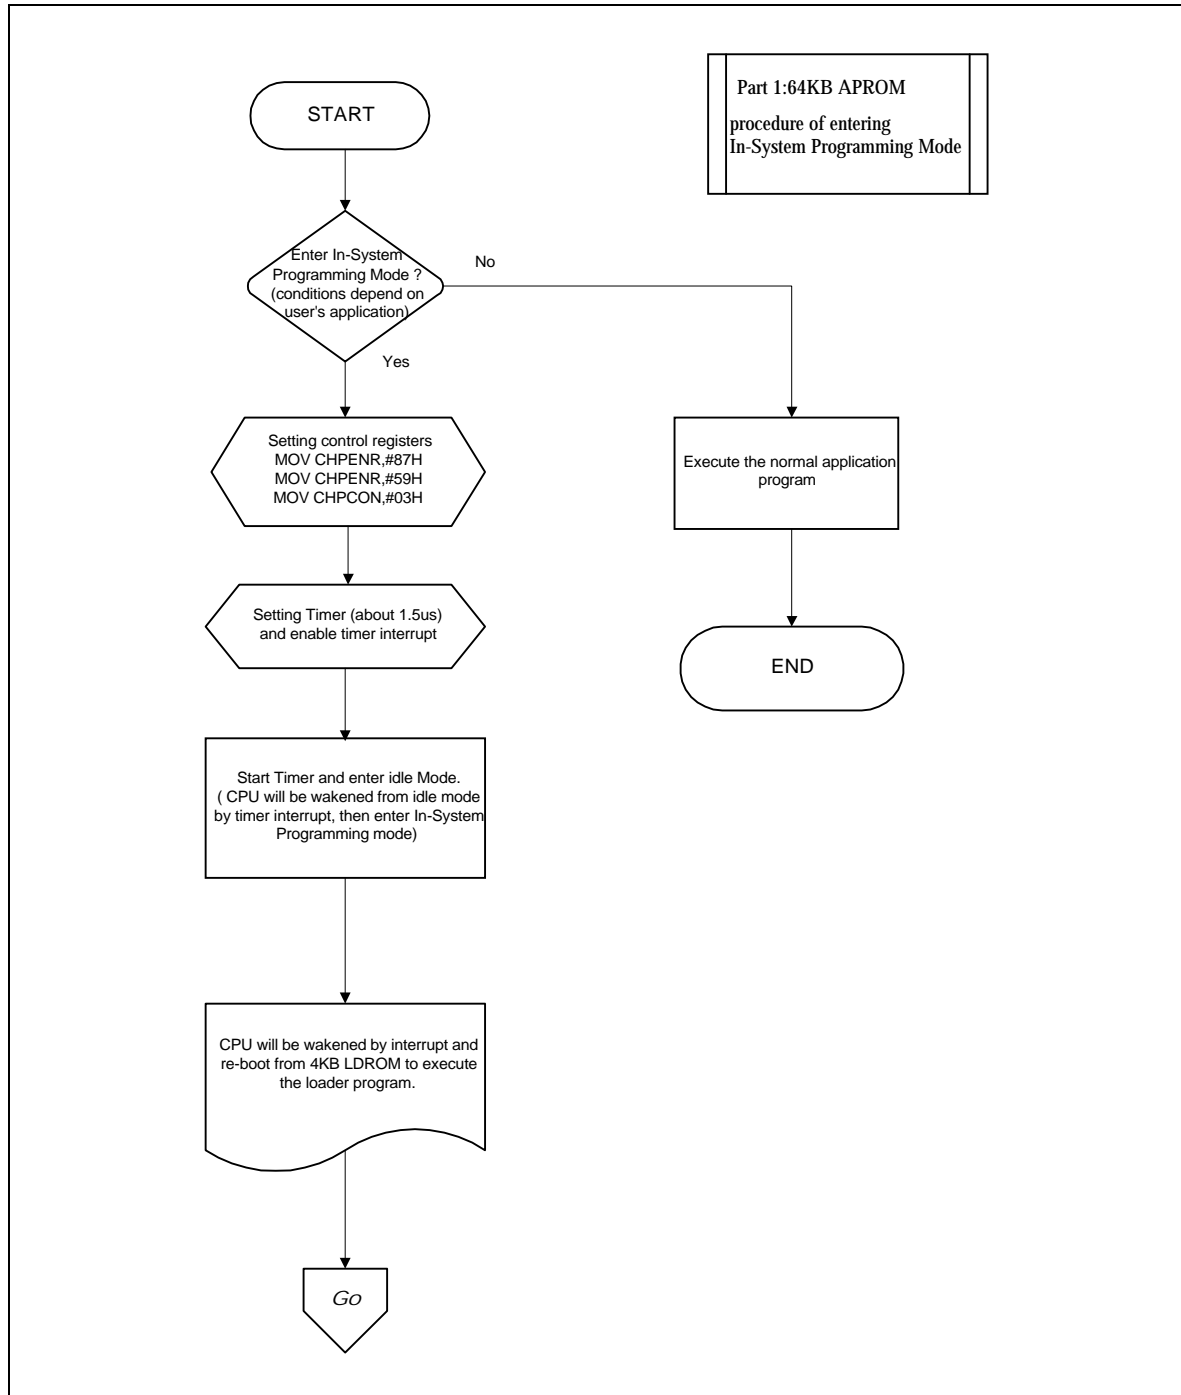 START
Part 1:64KB APROM
procedure of entering
In-System Programming Mode
Enter In-System
Programming Mode ?
(conditions depend on
user's application)
No
Yes
Setting control registers
MOV CHPENR,#87H
MOV CHPENR,#59H
MOV CHPCON,#03H
Execute the normal application
program
Setting Timer (about 1.5us)
and enable timer interrupt
END
Start Timer and enter idle Mode.
( CPU will be wakened from idle mode
by timer interrupt, then enter In-System
Programming mode)
CPU will be wakened by interrupt and
re-boot from 4KB LDROM to execute
the loader program.
Go